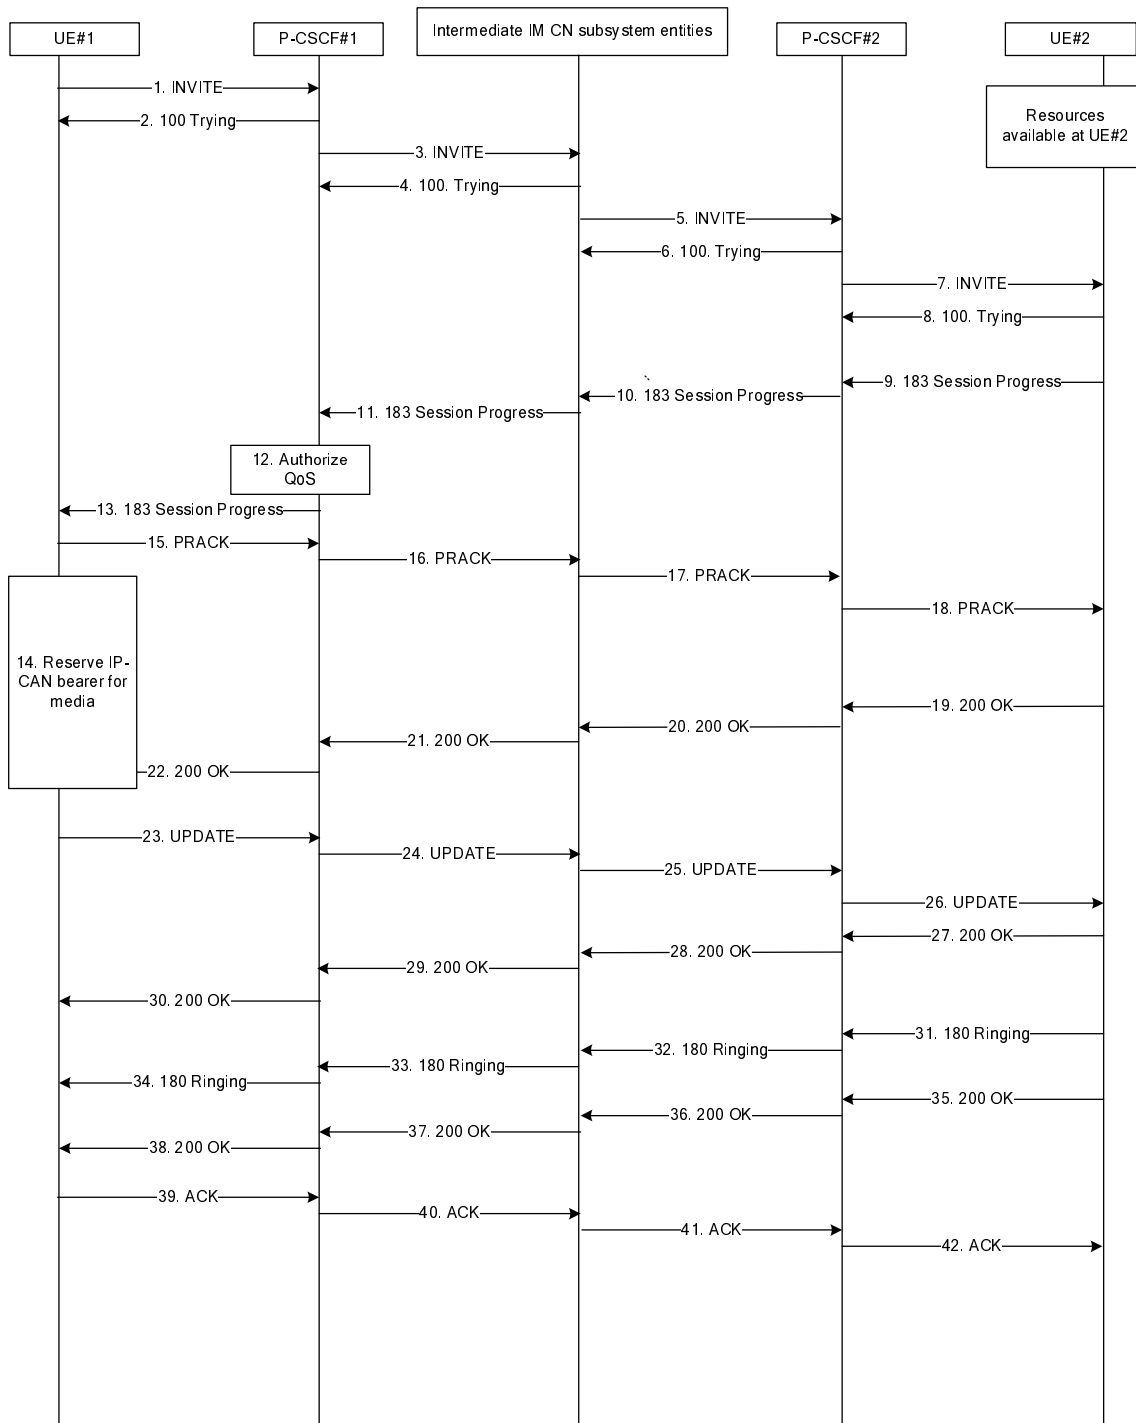 UE#1
P-CSCF#1
Intermediate IM CN subsystem entities
P-CSCF#2
UE#2
1. INVITE
Resources
available at UE#2
2. 100 Trying
3. INVITE
4. 100. Trying
5. INVITE
6. 100. Trying
7. INVITE
8. 100. Trying
9. 183 Session Progress
10. 183 Session Progress
11. 183 Session Progress
12. Authorize
QoS
13. 183 Session Progress
15. PRACK
16. PRACK
17. PRACK
18. PRACK
14. Reserve IP-
CAN bearer for
media
19. 200 OK
20. 200 OK
21. 200 OK
22. 200 OK
23. UPDATE
24. UPDATE
25. UPDATE
26. UPDATE
27. 200 OK
28. 200 OK
29. 200 OK
30. 200 OK
31. 180 Ringing
32. 180 Ringing
33. 180 Ringing
34. 180 Ringing
35. 200 OK
36. 200 OK
37. 200 OK
38. 200 OK
39. ACK
40. ACK
41. ACK
42. ACK